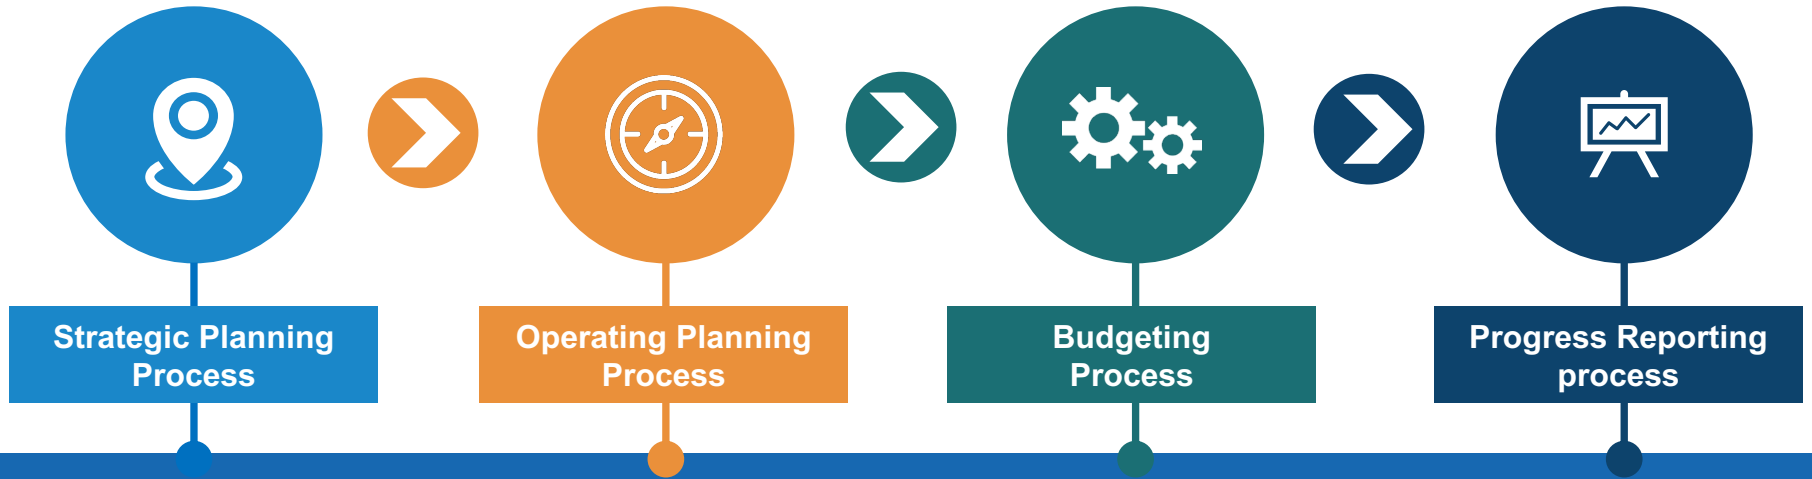 Strategic Planning
Process
Operating Planning
Process
Budgeting
Process
Progress Reporting
process